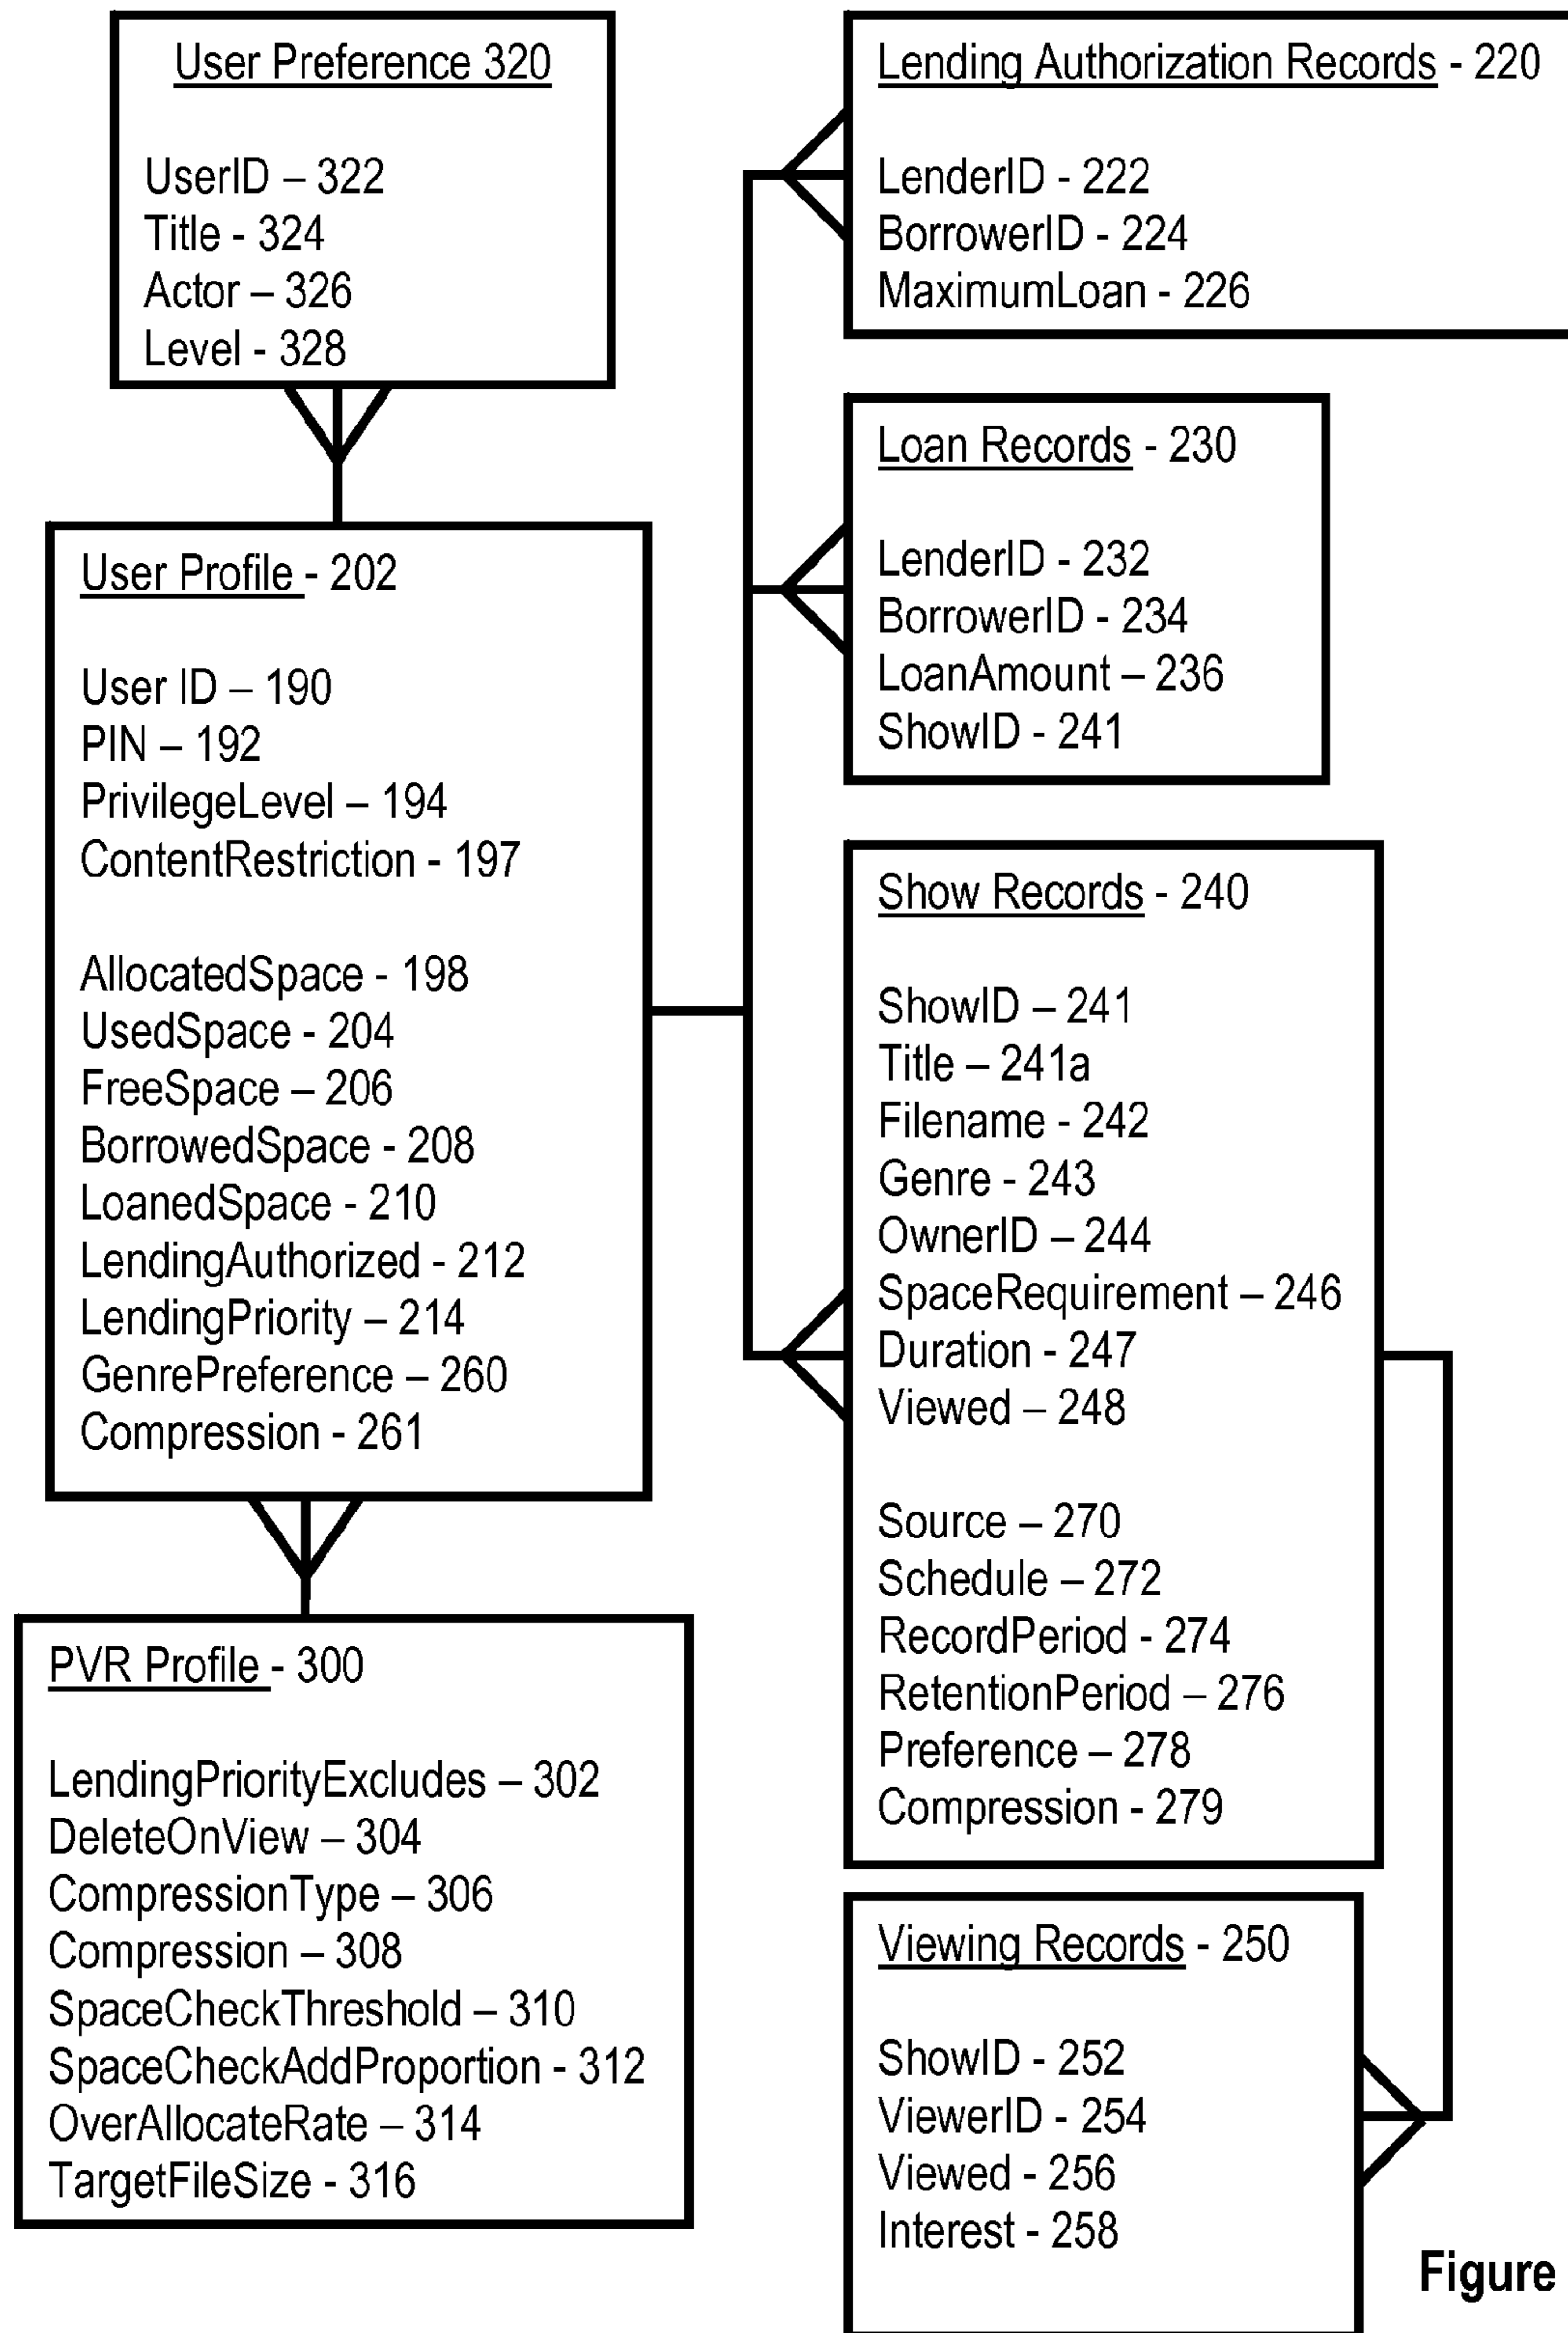 User Preference 320
UserID – 322
Title - 324
Actor – 326
Level - 328
User Profile - 202
User ID – 190
PIN – 192
PrivilegeLevel – 194
ContentRestriction - 197
AllocatedSpace - 198
UsedSpace - 204
FreeSpace – 206
BorrowedSpace - 208
LoanedSpace - 210
LendingAuthorized - 212
LendingPriority – 214
GenrePreference – 260
Compression - 261
PVR Profile - 300
LendingPriorityExcludes – 302
DeleteOnView – 304
CompressionType – 306
Compression – 308
SpaceCheckThreshold – 310
SpaceCheckAddProportion - 312
OverAllocateRate – 314
TargetFileSize - 316
Lending Authorization Records - 220
LenderID - 222
BorrowerID - 224
MaximumLoan - 226
Loan Records - 230
LenderID - 232
BorrowerID - 234
LoanAmount – 236
ShowID - 241
Show Records - 240
ShowID – 241
Title – 241a
Filename - 242
Genre - 243
OwnerID – 244
SpaceRequirement – 246
Duration - 247
Viewed – 248
Source – 270
Schedule – 272
RecordPeriod - 274
RetentionPeriod – 276
Preference – 278
Compression - 279
Viewing Records - 250
ShowID - 252
ViewerID - 254
Viewed - 256
Interest - 258
Figure